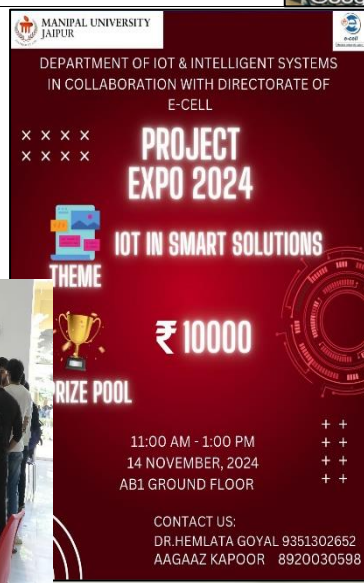 MANIPAL UNIVERSITY
JAIPUR
DEPARTMENT OF IOT & INTELLIGENT SYSTEMS
IN COLLABORATION WITH DIRECTORATE OF
E-CELL
PROJECT
EXPO 2024
IOT IN SMART SOLUTIONS
THEME
₹ 10000
RIZE POOL
11:00 AM - 1:00 PM
14 NOVEMBER, 2024
AB1 GROUND FLOOR
CONTACT US:
DR.HEMLATA GOYAL 9351302652
AAGAAZ KAPOOR 8920030598